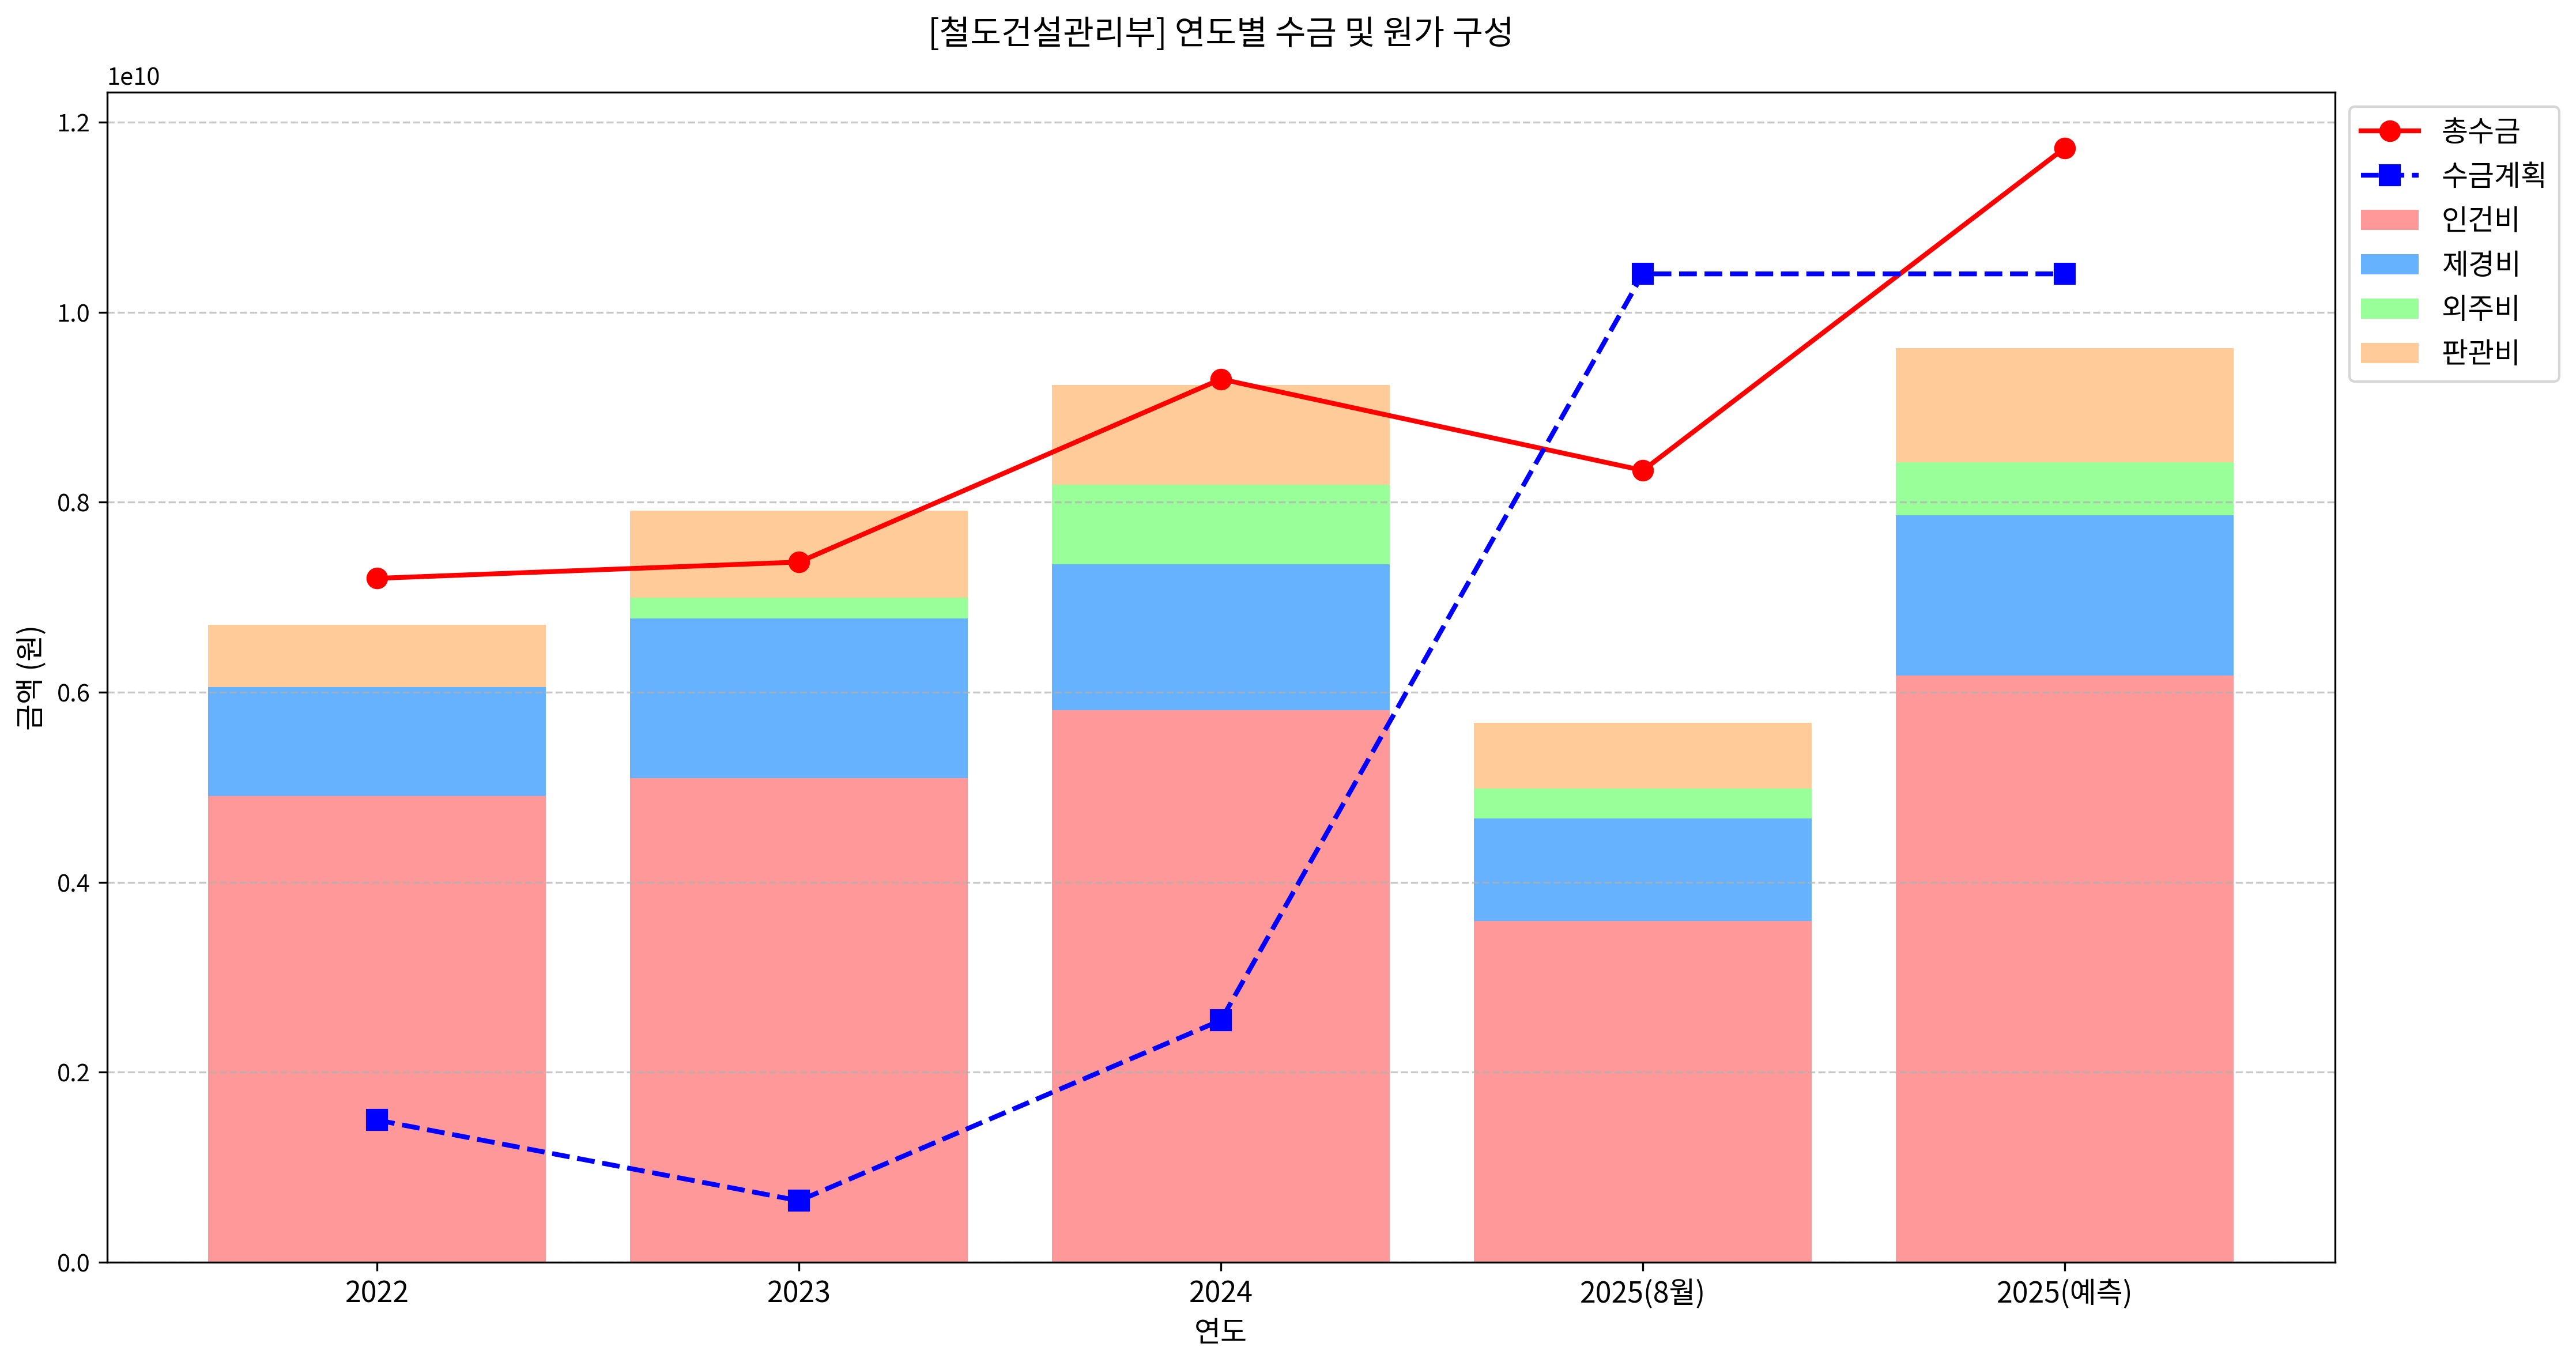 [철도건설관리부] 연도별 수금 및 원가 구성
1e10
1.2
1.0
0.8
0.6
0.4
0.2
0.0
금액 (원)
2022
2023
2024
2025(8월)
2025(예측)
연도
총수금
수금계획
인건비
제경비
외주비
판관비